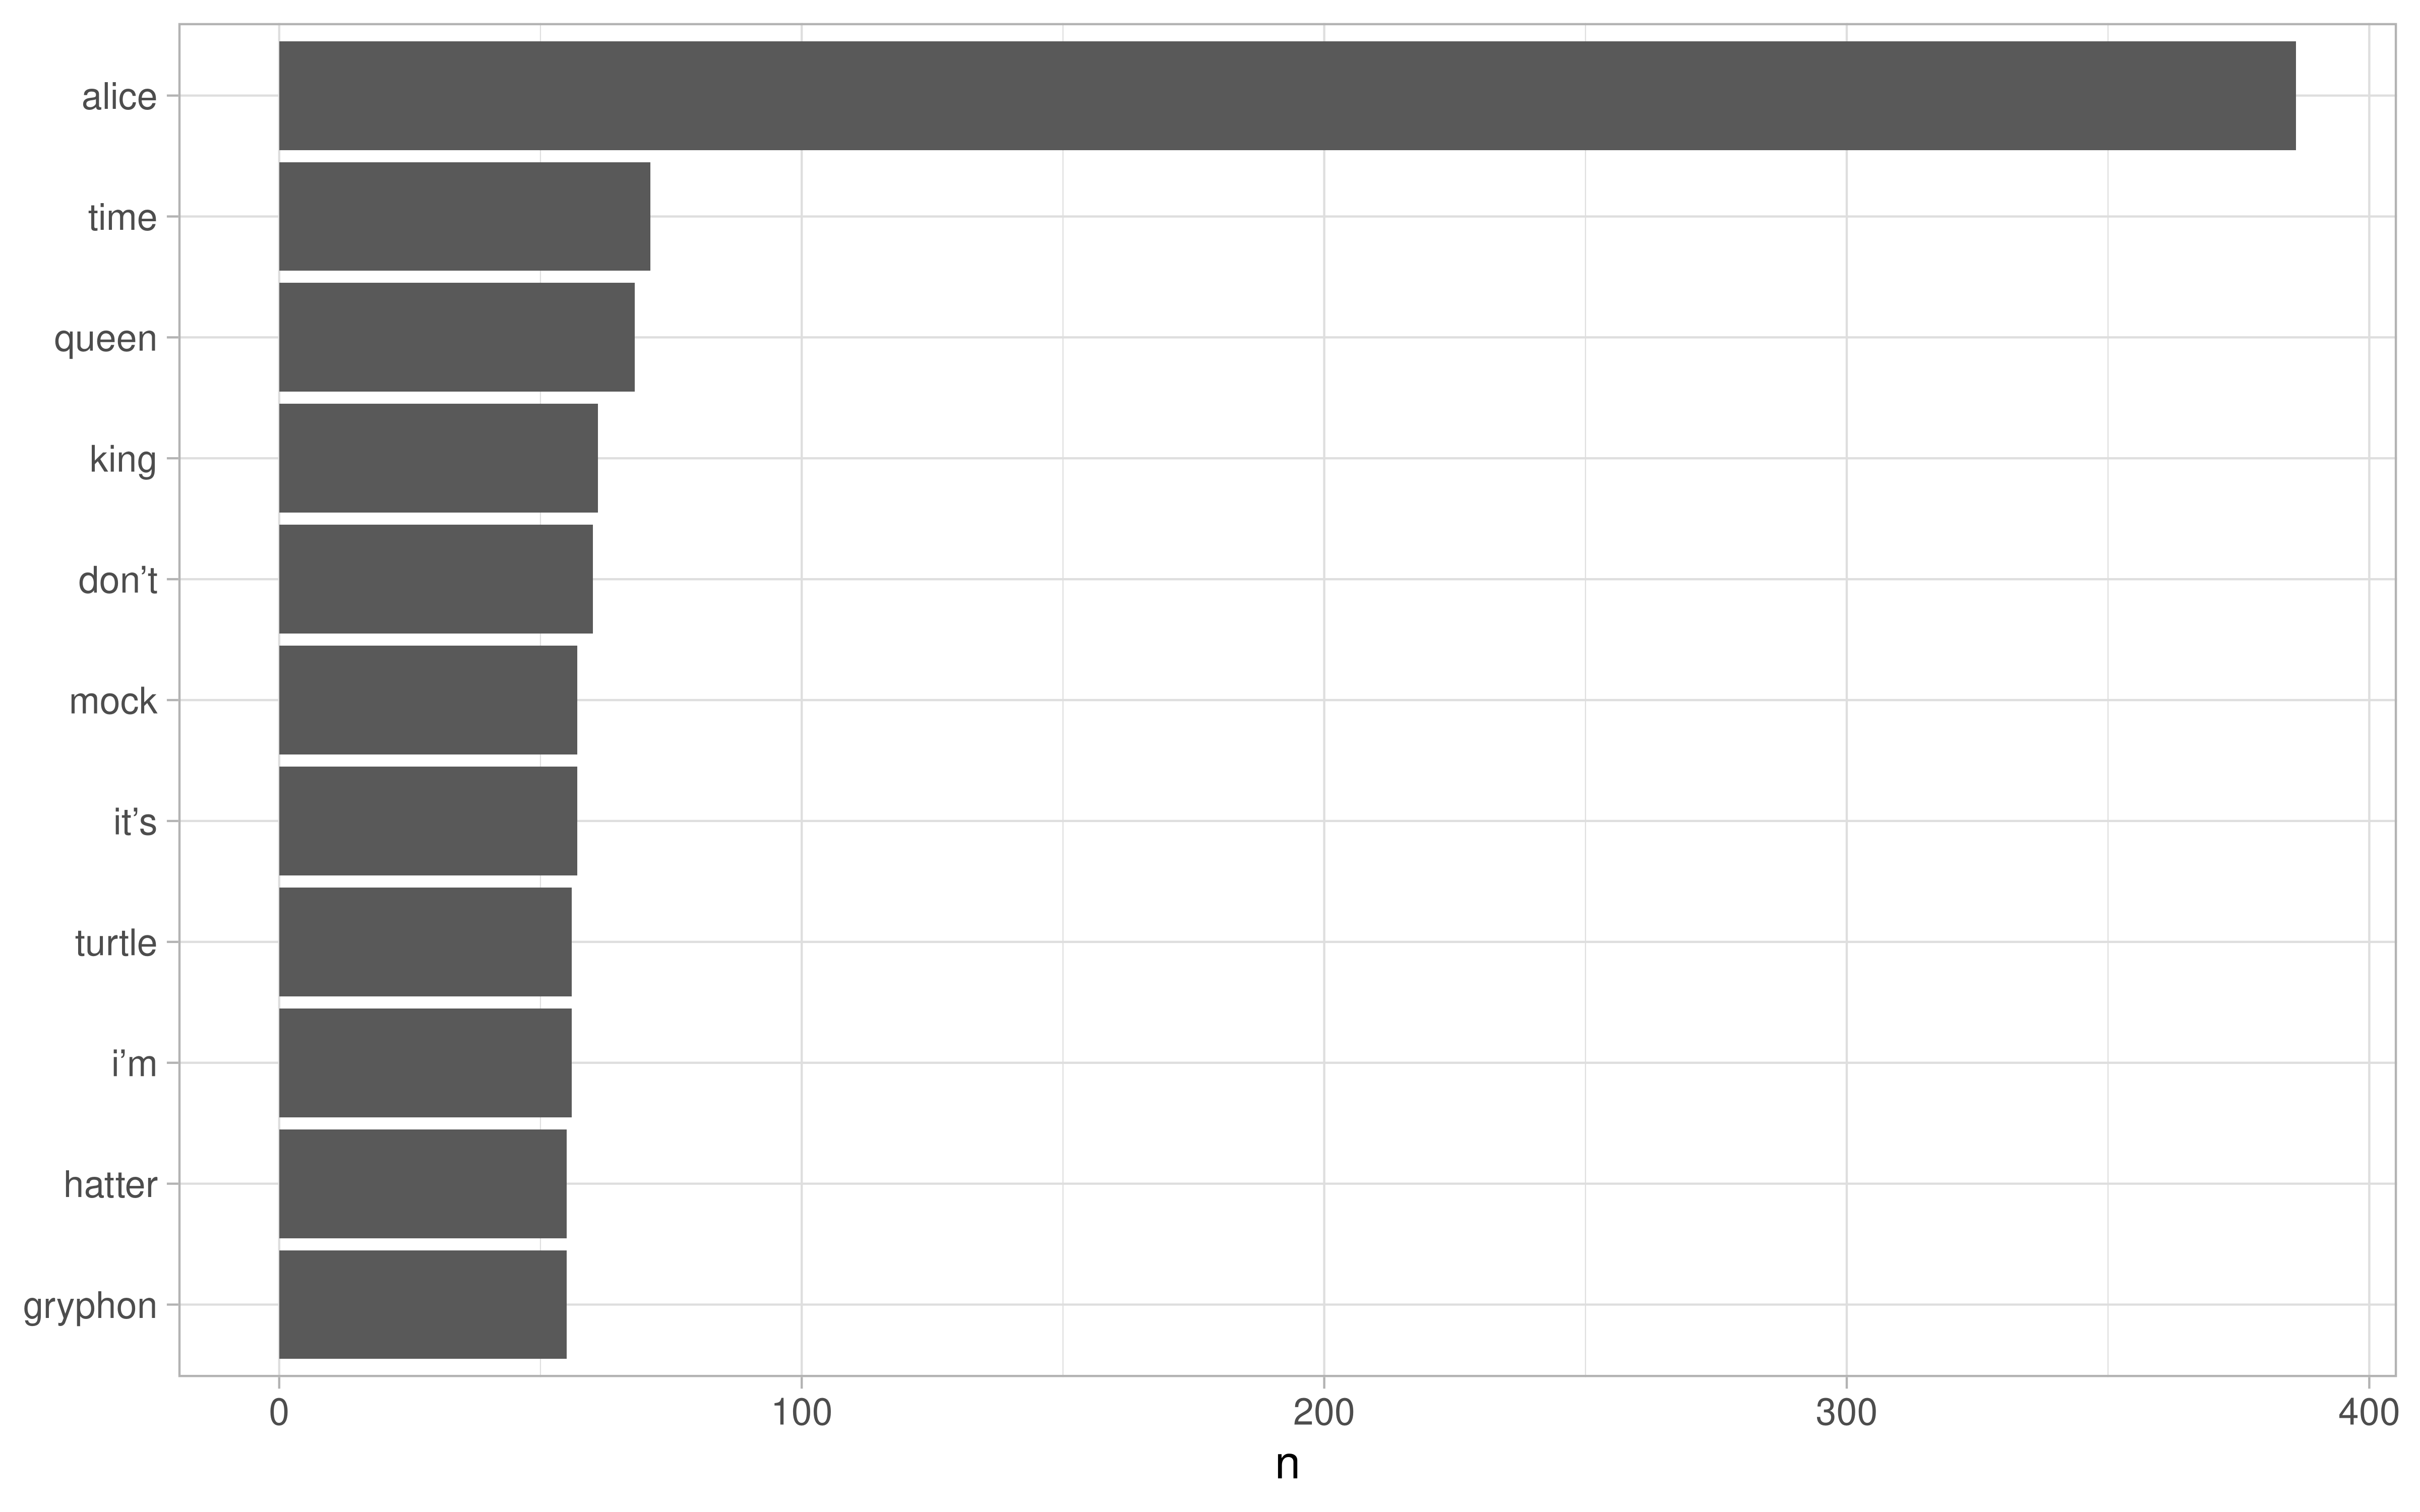 alice
time
queen
king
don’t
mock
it’s
turtle
i’m
hatter
gryphon
0 100 200 300 400
n